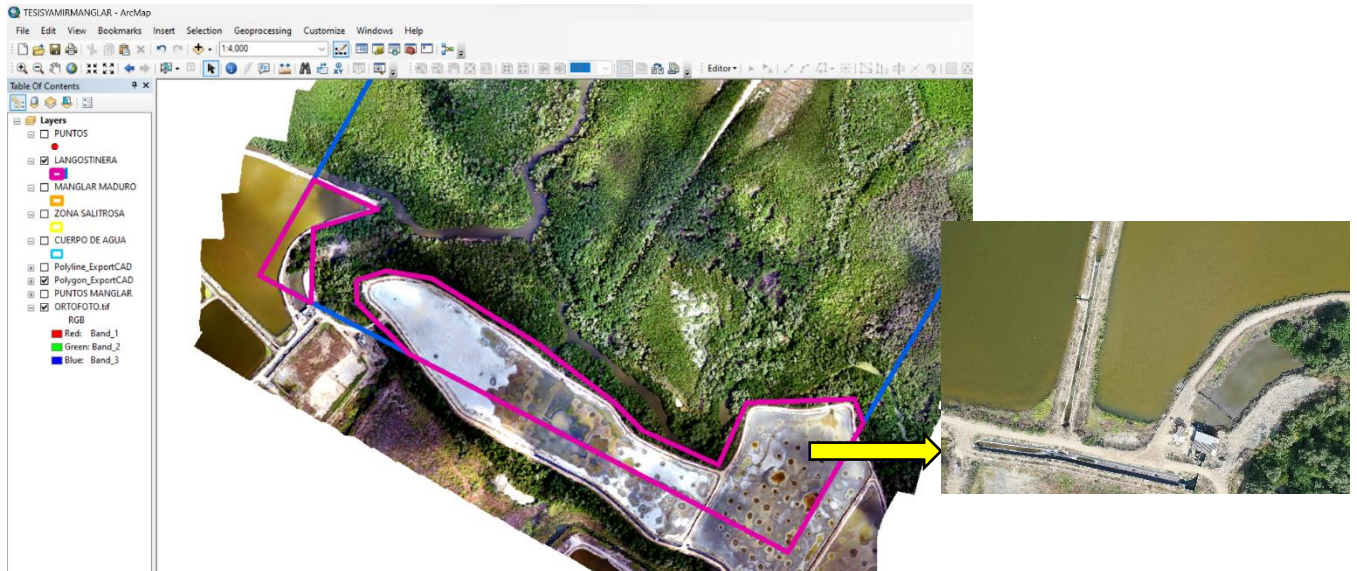 TESISYAMIRMANGLAR - ArcMap
File Edit View Bookmarks Insert Selection Geoprocessing Customize Windows Help
1:4,000
Editor
Table Of Contents
Layers
PUNTOS
LANGOSTINERA
MANGLAR MADURO
ZONA SALITROSA
CUERPO DE AGUA
Polyline_ExportCAD
Polygon_ExportCAD
PUNTOS MANGLAR
ORTOFOTO.tif
RGB
Red: Band_1
Green: Band_2
Blue: Band_3